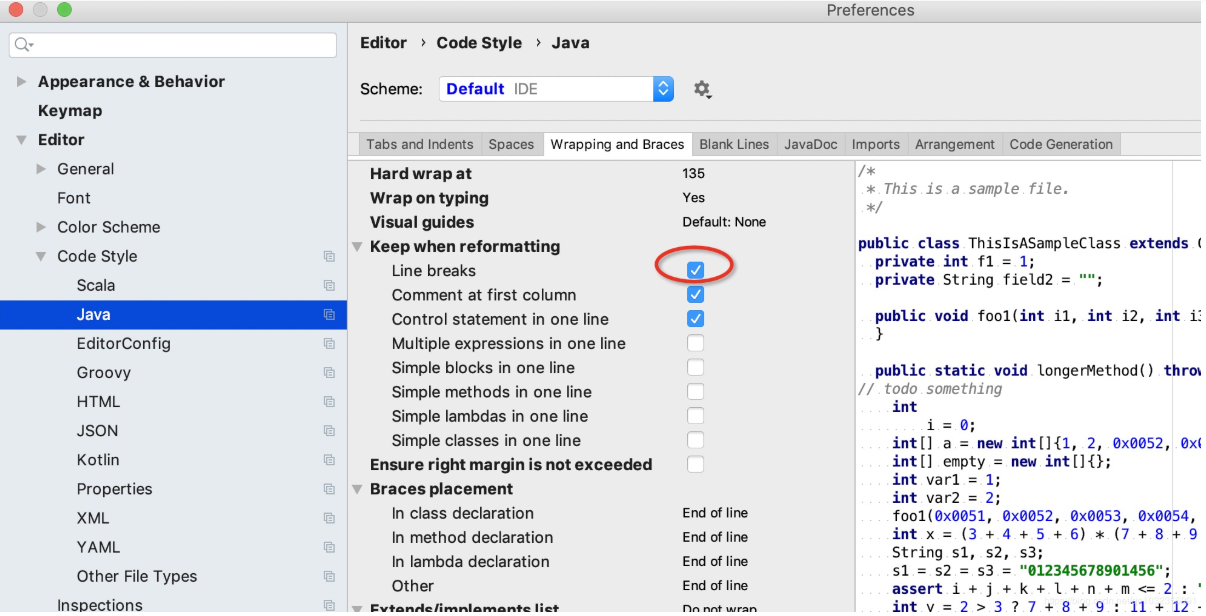 Preferences
Editor › Code Style › Java
Scheme: Default IDE
Appearance & Behavior
Keymap
Editor
General
Font
Color Scheme
Code Style
Scala
Java
EditorConfig
Groovy
HTML
JSON
Kotlin
Properties
XML
YAML
Other File Types
Inspections
Tabs and Indents Spaces Wrapping and Braces Blank Lines JavaDoc Imports Arrangement Code Generation
Hard wrap at 135
Wrap on typing Yes
Visual guides Default: None
Keep when reformatting
Line breaks
Comment at first column
Control statement in one line
Multiple expressions in one line
Simple blocks in one line
Simple methods in one line
Simple lambdas in one line
Simple classes in one line
Ensure right margin is not exceeded
Braces placement
In class declaration End of line
In method declaration End of line
In lambda declaration End of line
Other End of line
Extends/implements list Do not wrap
/*
* This is a sample file.
*/
public class ThisIsASampleClass extends
private int f1 = 1;
private String field2 = "";
public void foo1(int i1, int i2, int i3
}
public static void longerMethod() throw
// todo something
int
i = 0;
int[] a = new int[]{1, 2, 0x0052, 0x0
int[] empty = new int[]{};
int var1 = 1;
int var2 = 2;
foo1(0x0051, 0x0052, 0x0053, 0x0054,
int x = (3 + 4 + 5 + 6) * (7 + 8 + 9
String s1, s2, s3;
s1 = s2 = s3 = "012345678901456";
assert i + j + k + l + n + m <= 2 : "
int y = 2 > 3 ? 7 + 8 + 9 : 11 + 12